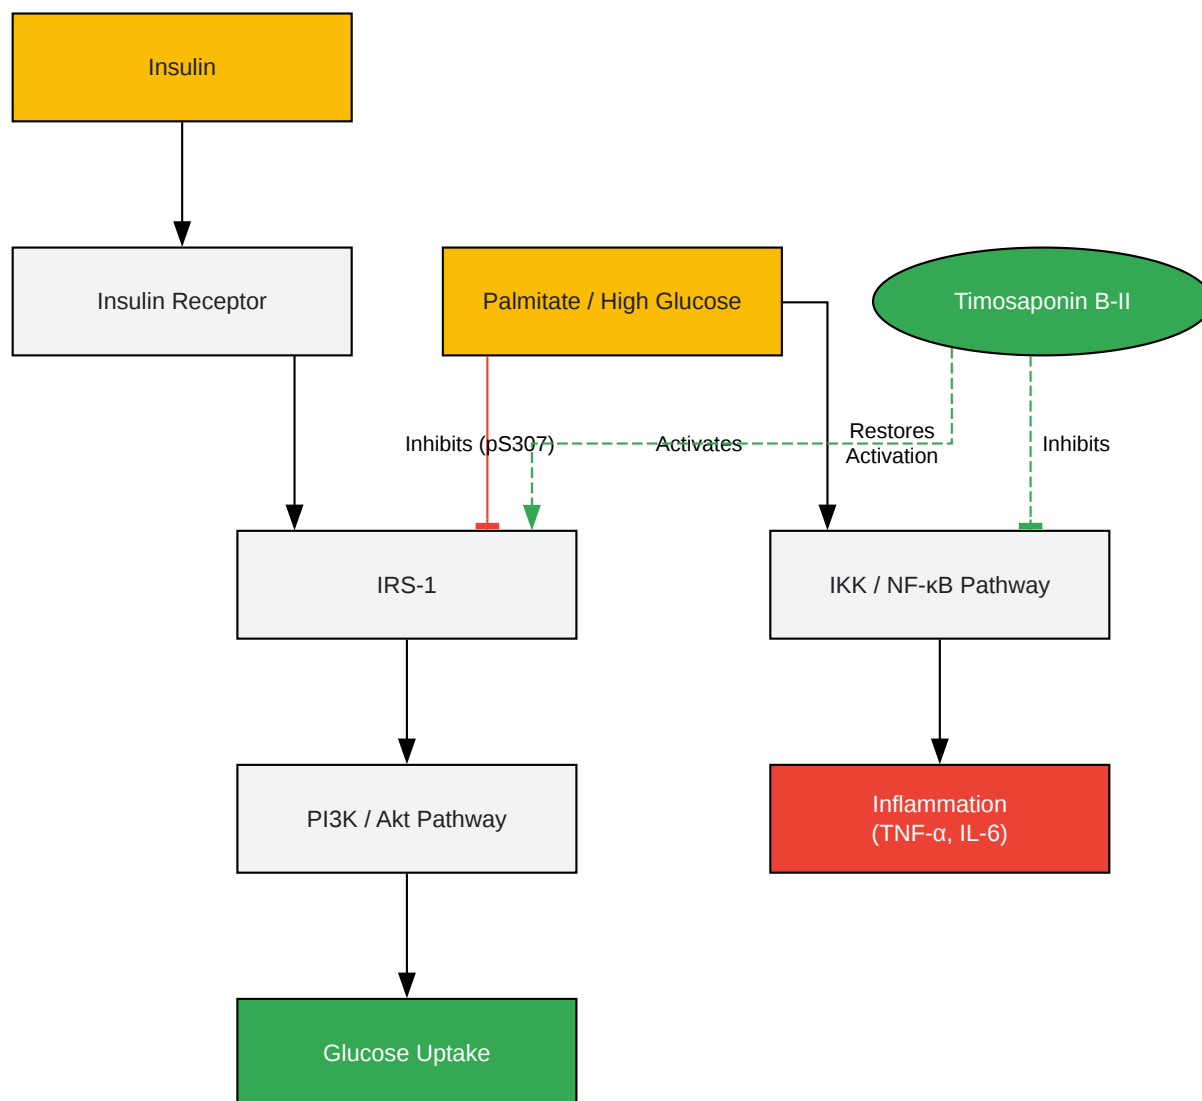 Insulin
Insulin Receptor
Palmitate / High Glucose
Timosaponin B-II
Inhibits (pS307)
Activates
Restores
Activation
Inhibits
IRS-1
IKK / NF-κB Pathway
PI3K / Akt Pathway
Inflammation
(TNF-α, IL-6)
Glucose Uptake